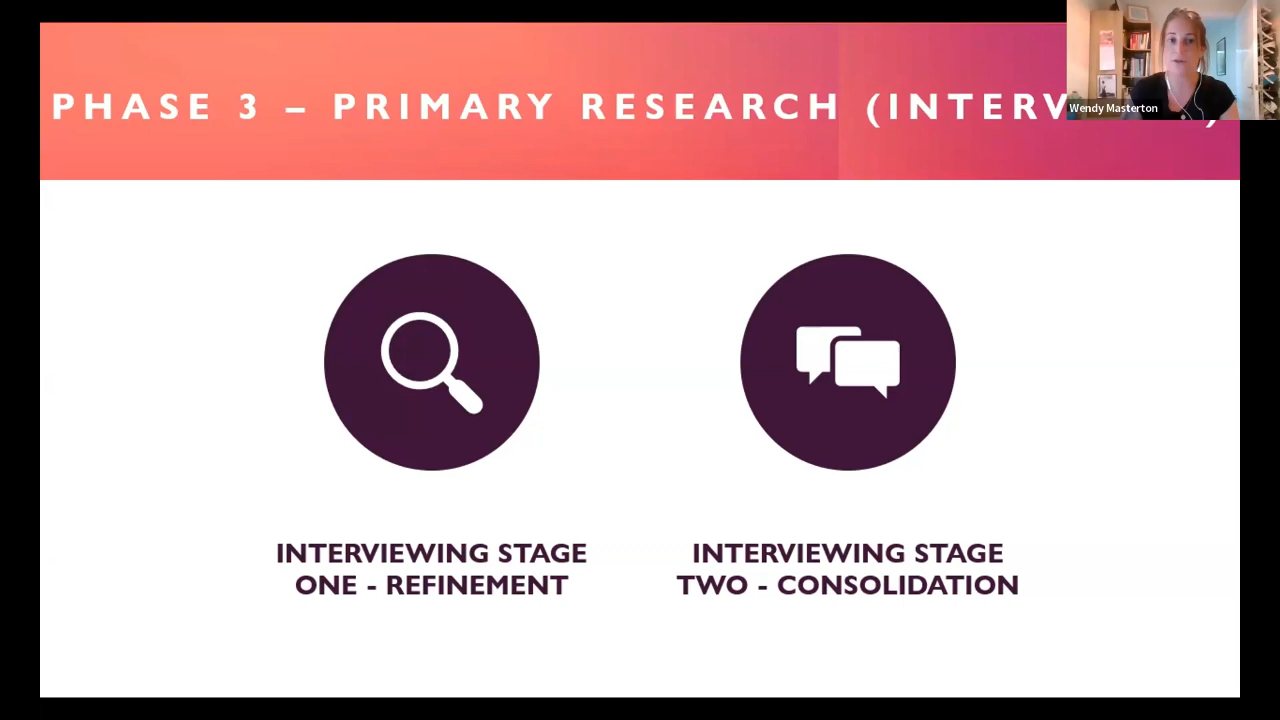 PHASE 3 – PRIMARY RESEARCH (INTERV
Wendy Masterton
INTERVIEWING STAGE
ONE - REFINEMENT
INTERVIEWING STAGE
TWO - CONSOLIDATION